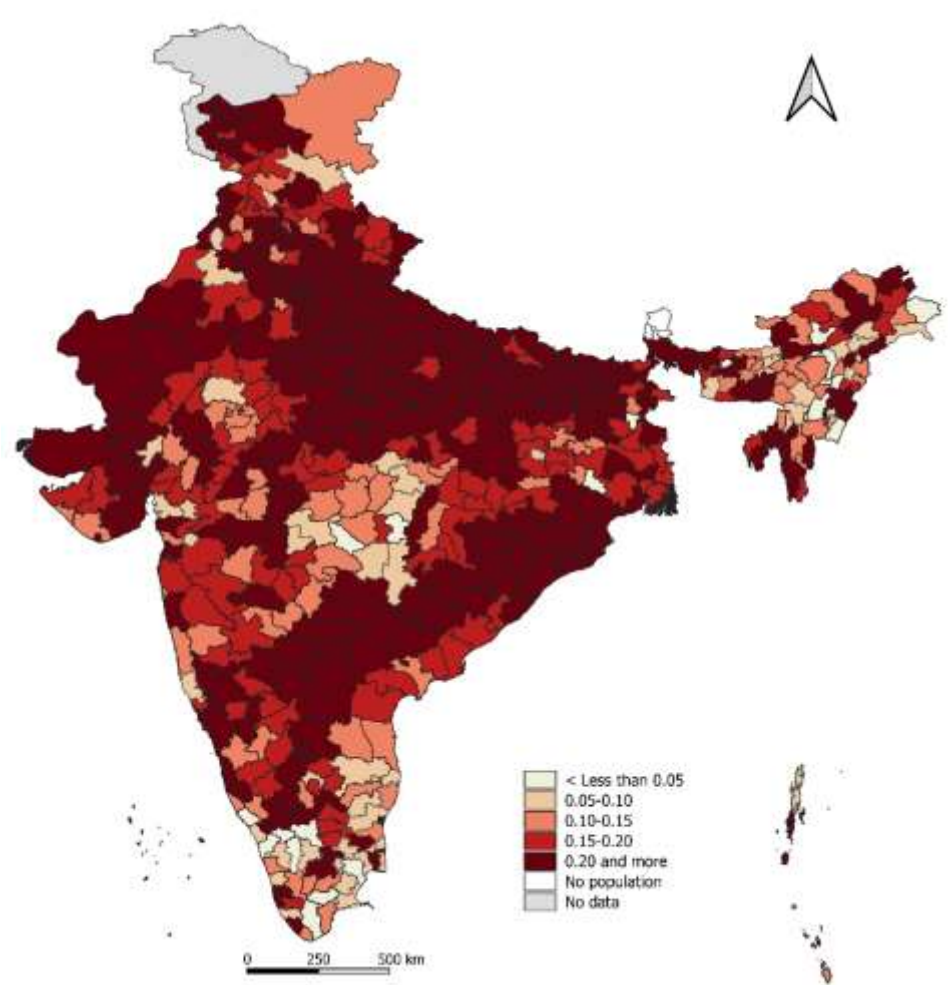 < Less than 0.05
0.05-0.10
0.10-0.15
0.15-0.20
0.20 and more
No population
No data
0 250 500 km